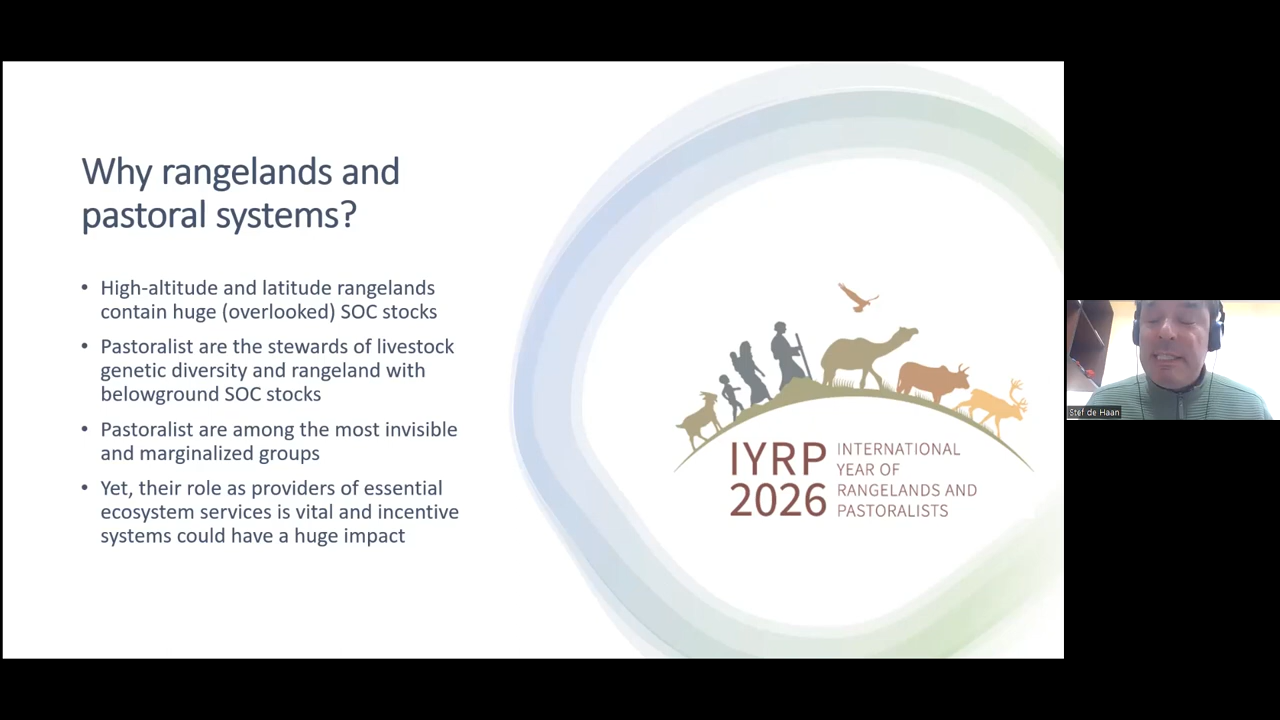 Why rangelands and
pastoral systems?
• High-altitude and latitude rangelands
contain huge (overlooked) SOC stocks
• Pastoralist are the stewards of livestock
genetic diversity and rangeland with
belowground SOC stocks
• Pastoralist are among the most invisible
and marginalized groups
• Yet, their role as providers of essential
ecosystem services is vital and incentive
systems could have a huge impact
IYRP
2026
INTERNATIONAL
YEAR OF
RANGELANDS AND
PASTORALISTS
Stef de Haan